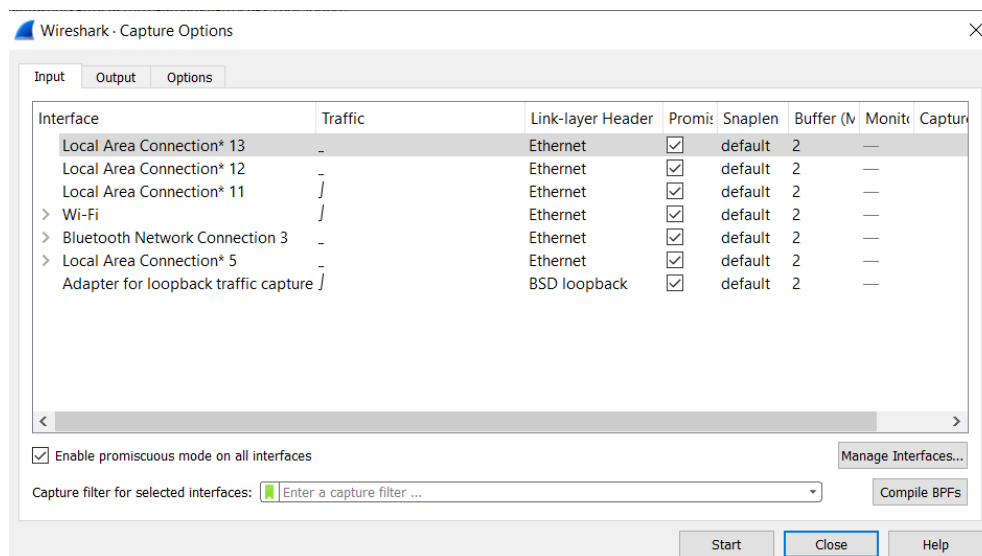 Wireshark · Capture Options
Input Output Options
Interface Traffic Link-layer Header Promis Snaplen Buffer (M Monito Capture
Local Area Connection* 13 Ethernet default 2 —
Local Area Connection* 12 Ethernet default 2 —
Local Area Connection* 11 Ethernet default 2 —
Wi-Fi Ethernet default 2 —
Bluetooth Network Connection 3 Ethernet default 2 —
Local Area Connection* 5 Ethernet default 2 —
Adapter for loopback traffic capture BSD loopback default 2 —
Enable promiscuous mode on all interfaces Manage Interfaces...
Capture filter for selected interfaces: Enter a capture filter ... Compile BPFs
Start Close Help